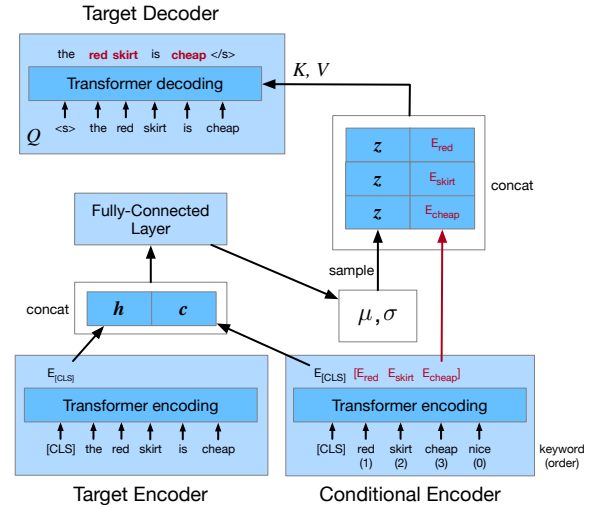 Target Decoder
the red skirt is cheap </s>
Transformer decoding
Q <s> the red skirt is cheap
K, V
z E_red
z E_skirt
z E_cheap
concat
Fully-Connected
Layer
sample
μ, σ
concat
h c
E_[CLS]
Transformer encoding
[CLS] the red skirt is cheap
Target Encoder
E_[CLS] [E_red E_skirt E_cheap]
Transformer encoding
[CLS] red skirt cheap nice
(1) (2) (3) (0)
keyword
(order)
Conditional Encoder